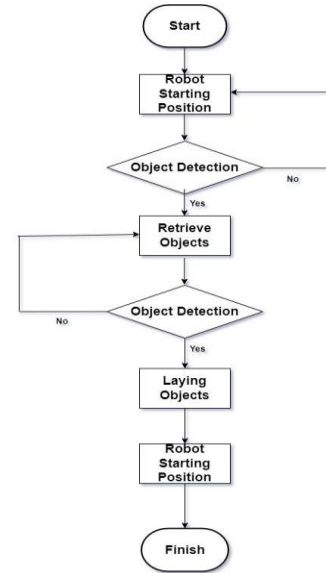 Start
Robot
Starting
Position
Object Detection
No
Yes
Retrieve
Objects
Object Detection
No
Yes
Laying
Objects
Robot
Starting
Position
Finish